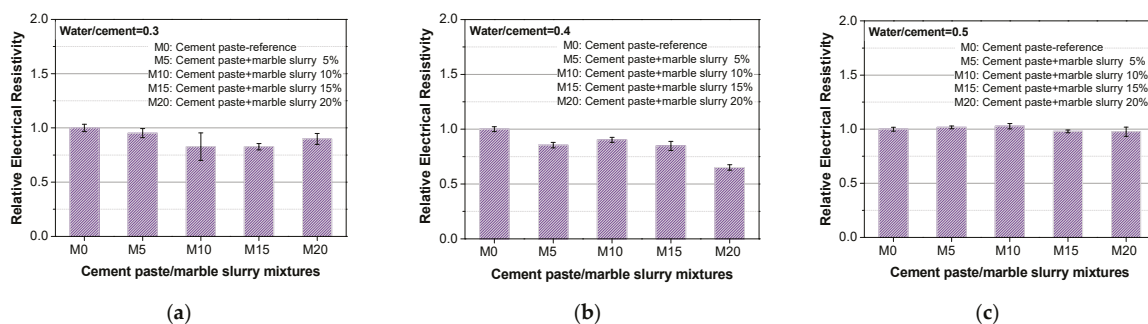 Relative Electrical Resistivity
2.0
1.5
1.0
0.5
0.0
Water/cement=0.3
M0: Cement paste-reference
M5: Cement paste+marble slurry 5%
M10: Cement paste+marble slurry 10%
M15: Cement paste+marble slurry 15%
M20: Cement paste+marble slurry 20%
M0 M5 M10 M15 M20
Cement paste/marble slurry mixtures
(a)
Relative Electrical Resistivity
2.0
1.5
1.0
0.5
0.0
Water/cement=0.4
M0: Cement paste-reference
M5: Cement paste+marble slurry 5%
M10: Cement paste+marble slurry 10%
M15: Cement paste+marble slurry 15%
M20: Cement paste+marble slurry 20%
M0 M5 M10 M15 M20
Cement paste/marble slurry mixtures
(b)
Relative Electrical Resistivity
2.0
1.5
1.0
0.5
0.0
Water/cement=0.5
M0: Cement paste-reference
M5: Cement paste+marble slurry 5%
M10: Cement paste+marble slurry 10%
M15: Cement paste+marble slurry 15%
M20: Cement paste+marble slurry 20%
M0 M5 M10 M15 M20
Cement paste/marble slurry mixtures
(c)